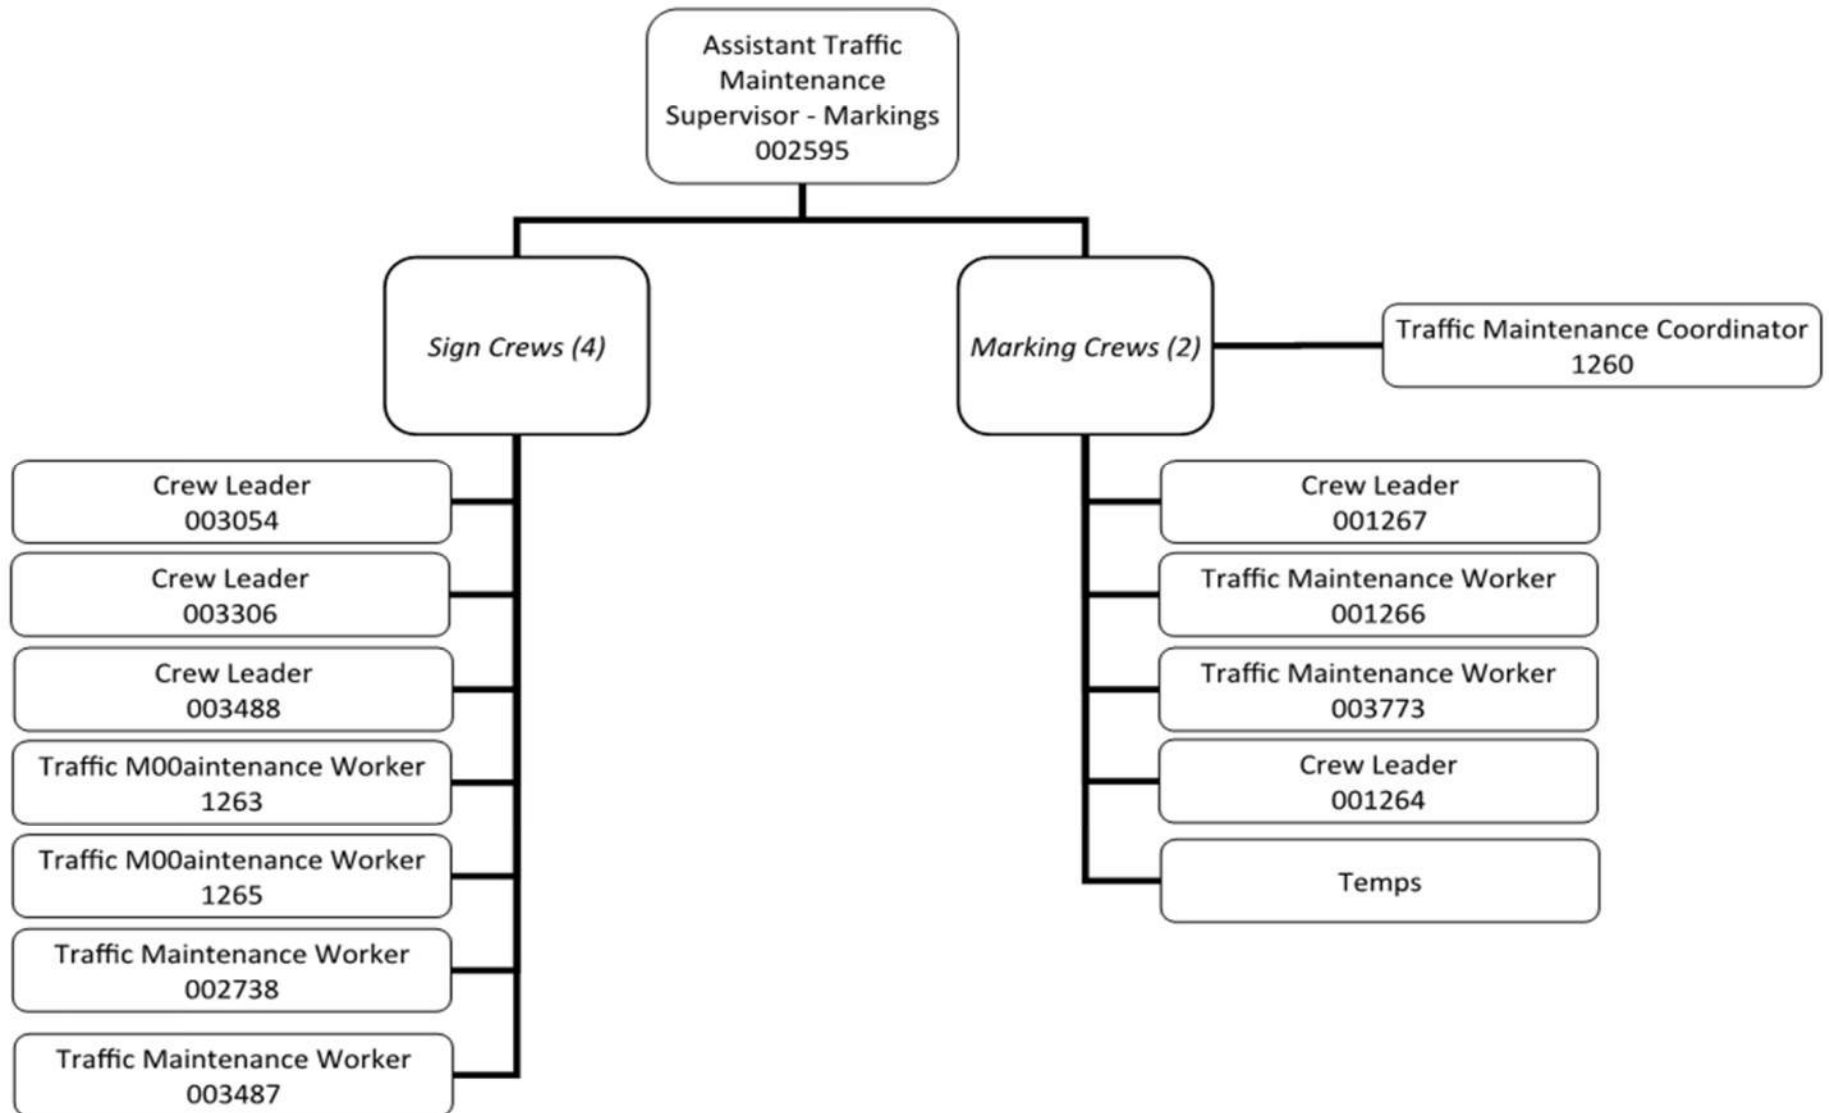 Assistant Traffic
Maintenance
Supervisor - Markings
002595
Sign Crews (4)
Marking Crews (2)
Traffic Maintenance Coordinator
1260
Crew Leader
003054
Crew Leader
003306
Crew Leader
003488
Traffic M00aintenance Worker
1263
Traffic M00aintenance Worker
1265
Traffic Maintenance Worker
002738
Traffic Maintenance Worker
003487
Crew Leader
001267
Traffic Maintenance Worker
001266
Traffic Maintenance Worker
003773
Crew Leader
001264
Temps